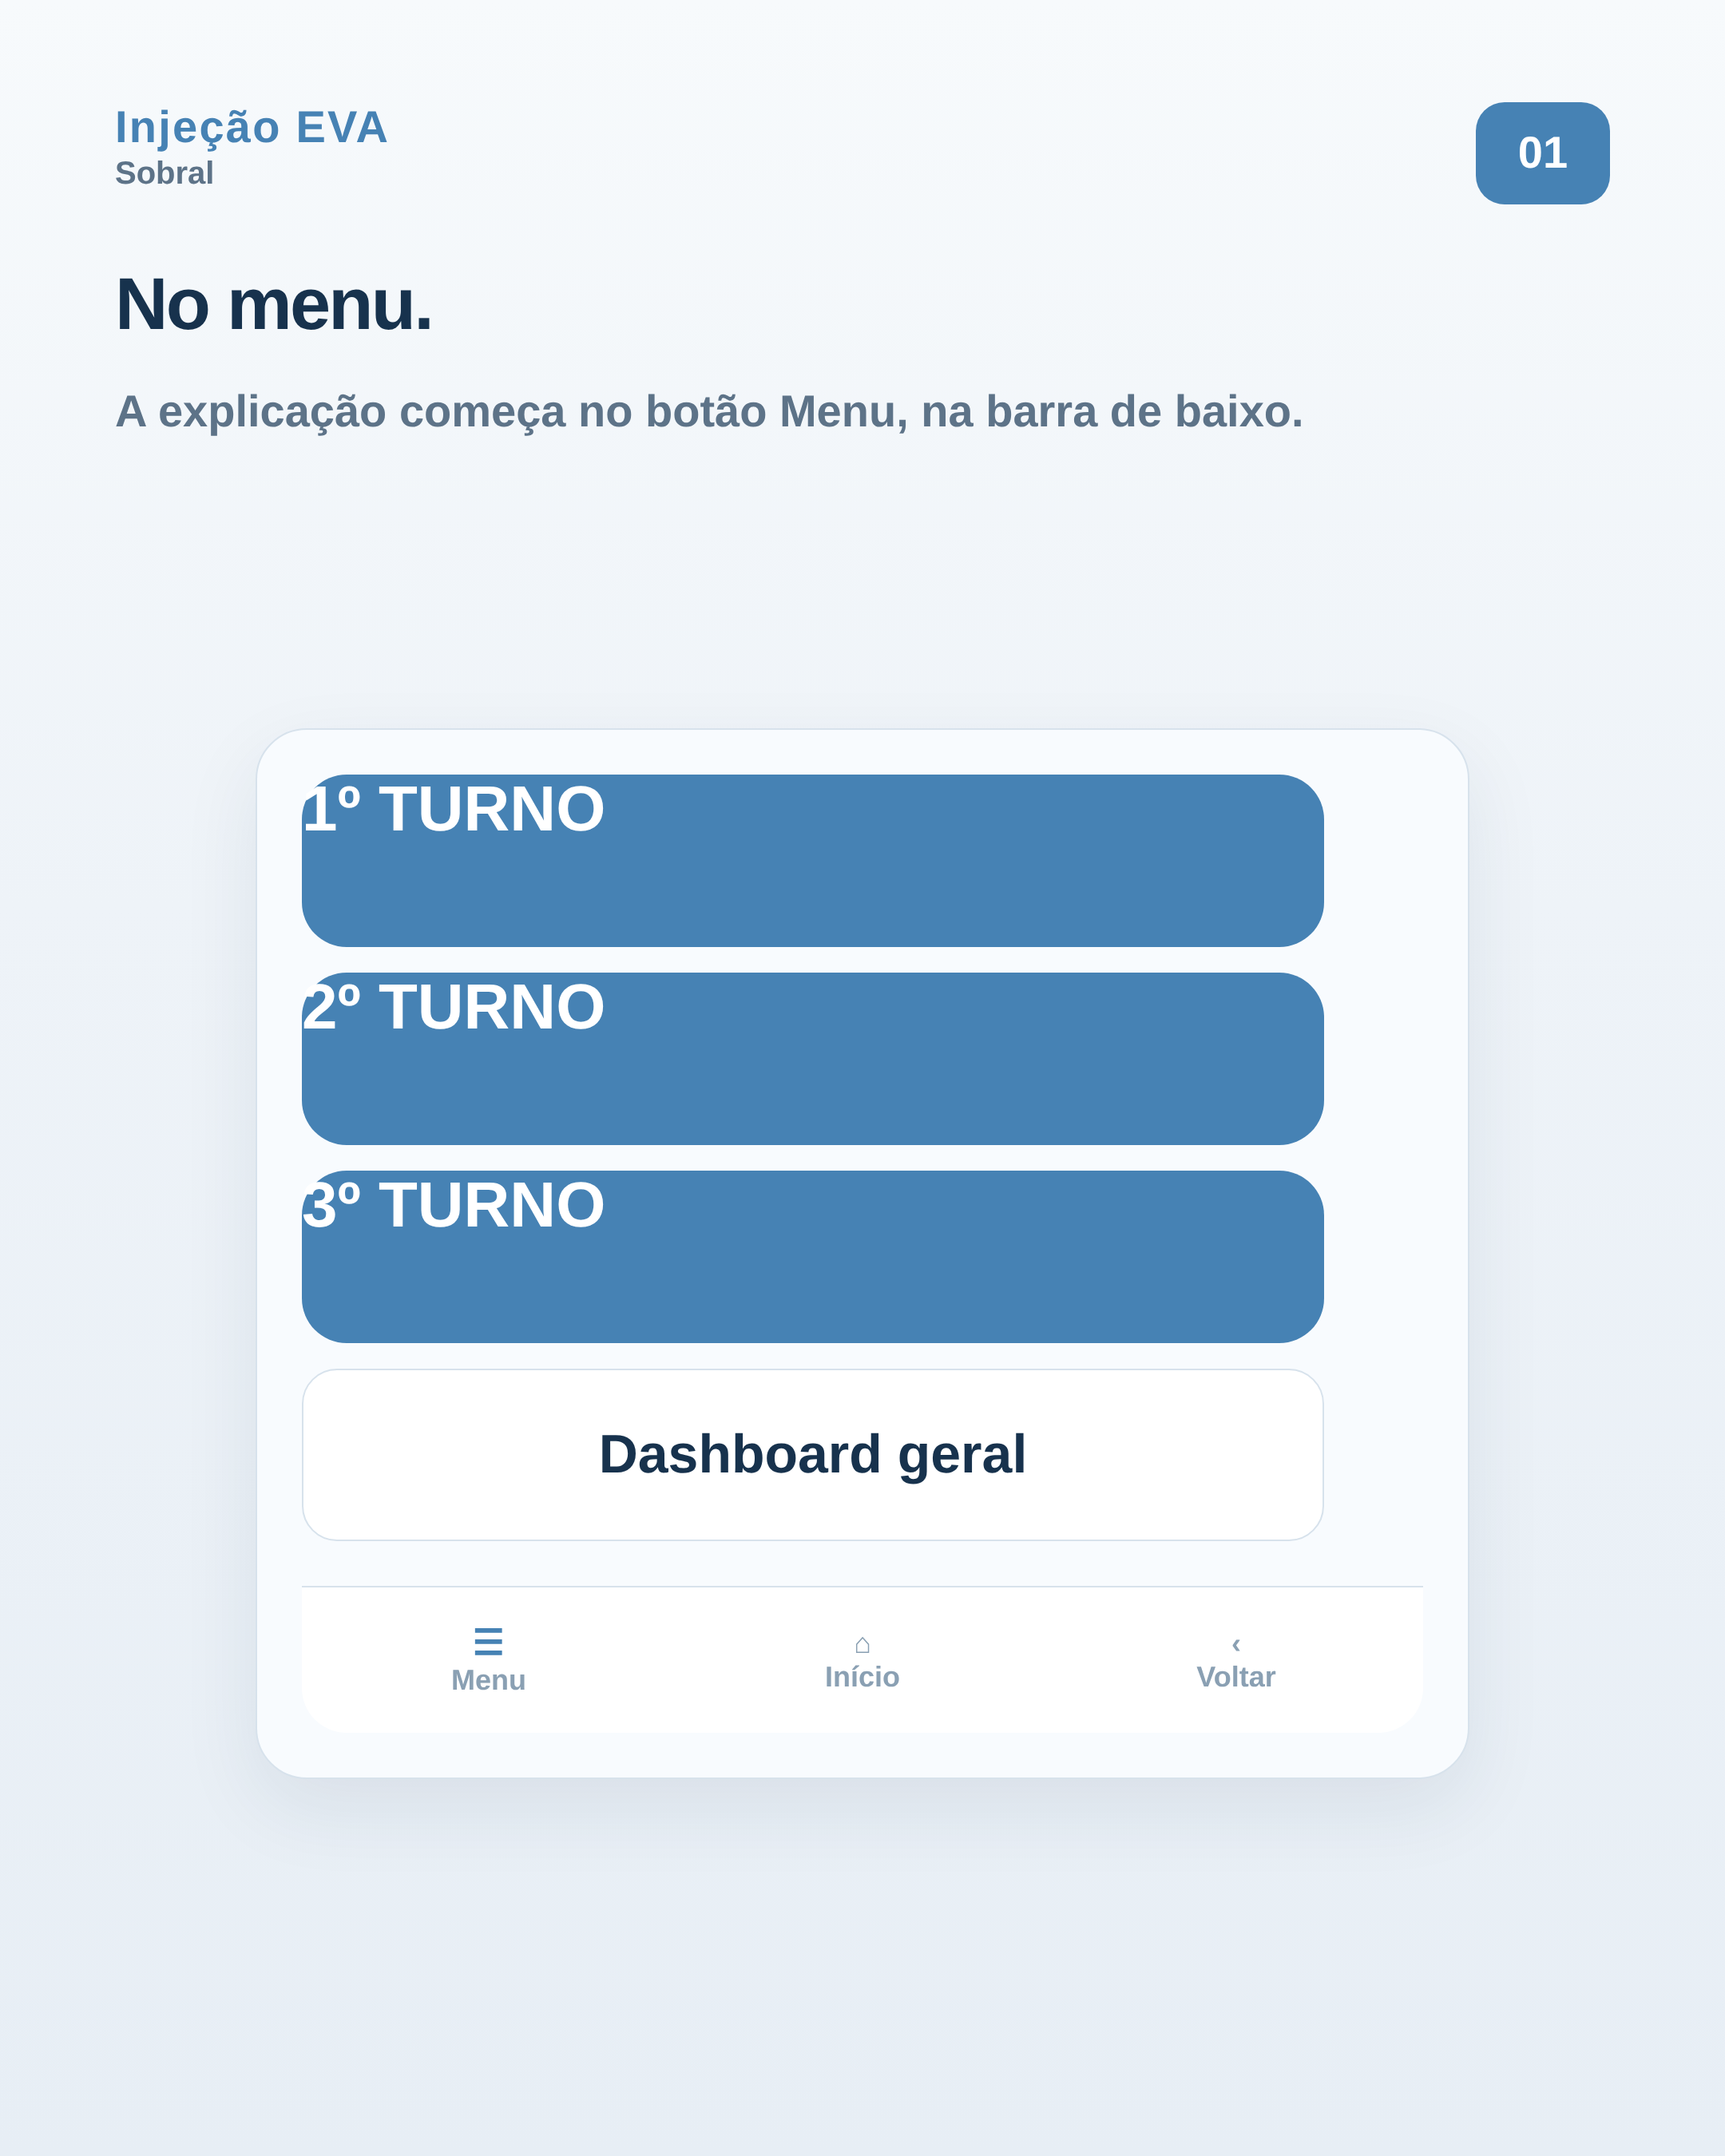 Injeção EVA
Sobral
01
No menu.
A explicação começa no botão Menu, na barra de baixo.
1º TURNO
2º TURNO
3º TURNO
Dashboard geral
Menu
Início
Voltar